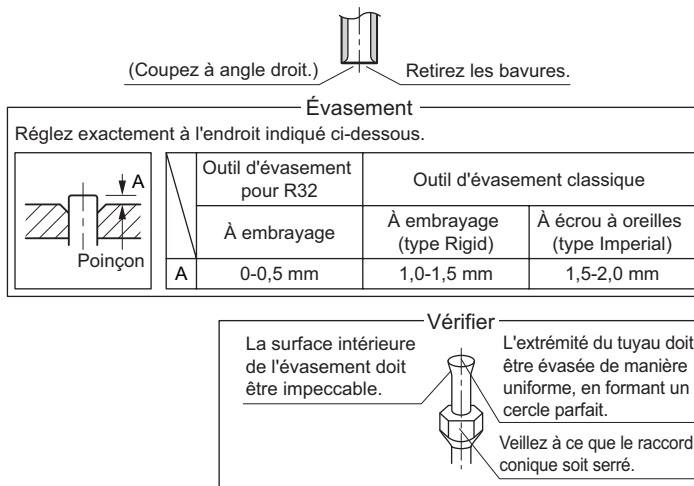 (Coupez à angle droit.)
Retirez les bavures.
Évasement
Réglez exactement à l'endroit indiqué ci-dessous.
A
Poinçon
Outil d'évasement
pour R32
Outil d'évasement classique
À embrayage
À embrayage
(type Rigid)
À écrou à oreilles
(type Imperial)
A
0-0,5 mm
1,0-1,5 mm
1,5-2,0 mm
Vérifier
La surface intérieure
de l'évasement doit
être impeccable.
L'extrémité du tuyau doit
être évasée de manière
uniforme, en formant un
cercle parfait.
Veillez à ce que le raccord
conique soit serré.